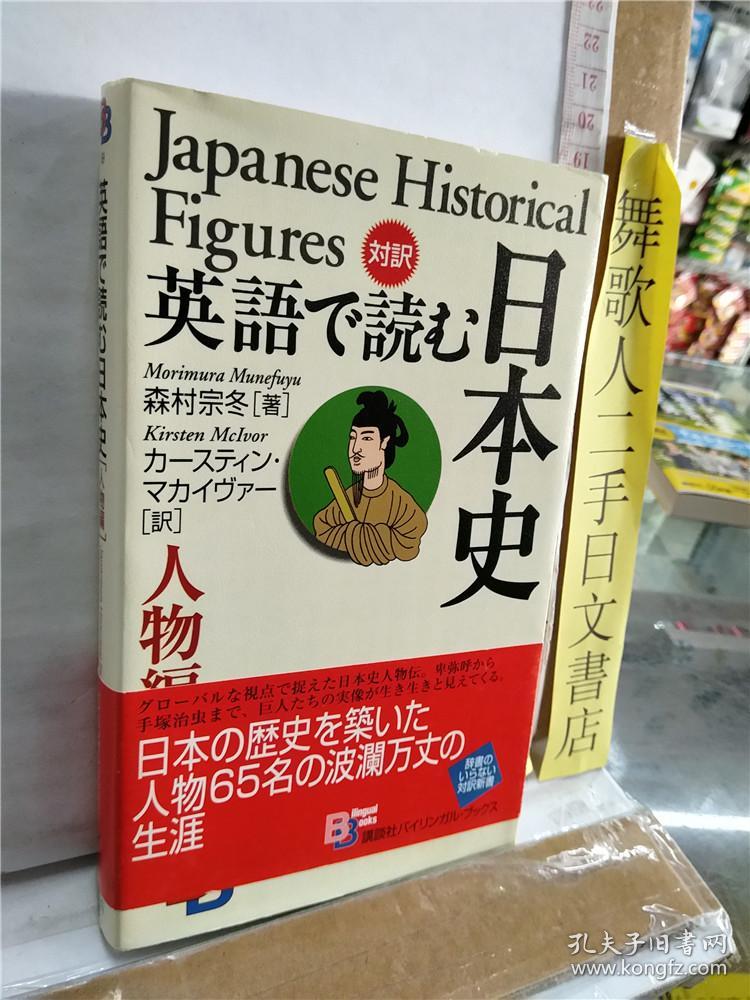 Japanese Historical
Figures
対訳
英語で読む
日本史
Morimura Munefuyu
森村宗冬[著]
Kirsten McIvor
カースティン・
マカイヴァー
[訳]
人物編
グローバルな視点で捉えた日本史人物伝。卑弥呼から
手塚治虫まで、巨人たちの実像が生き生きと見えてくる。
日本の歴史を築いた
人物65名の波瀾万丈の
生涯
辞書の
いらない
対訳新書
Bilingual
Books
講談社バイリンガル・ブックス
英語で読む日本史「人物編」
舞歌人二手日文書店
22
21
20
19
孔夫子旧书网
www.kongfz.com